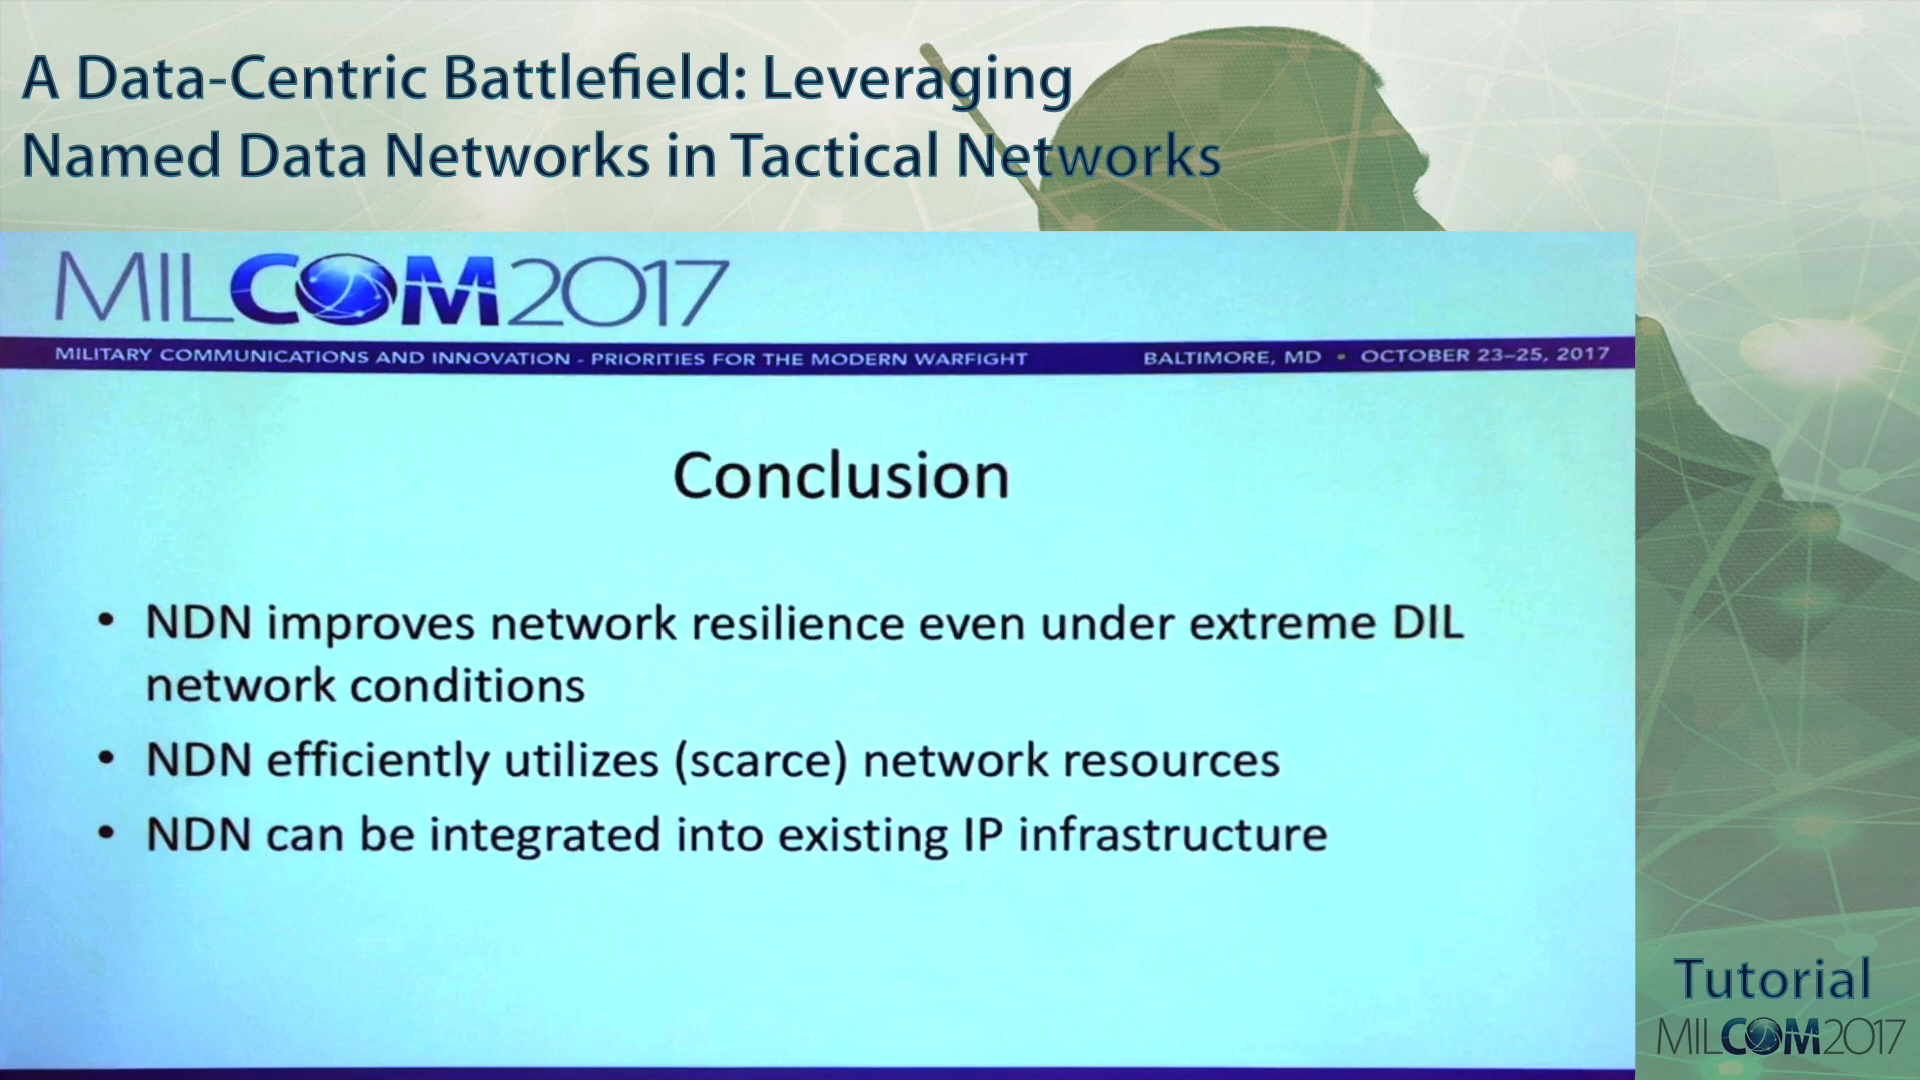 A Data-Centric Battlefield: Leveraging
Named Data Networks in Tactical Networks
MILCOM2017
MILITARY COMMUNICATIONS AND INNOVATION - PRIORITIES FOR THE MODERN WARFIGHT BALTIMORE, MD • OCTOBER 23–25, 2017
Conclusion
• NDN improves network resilience even under extreme DIL
network conditions
• NDN efficiently utilizes (scarce) network resources
• NDN can be integrated into existing IP infrastructure
Tutorial
MILCOM2017